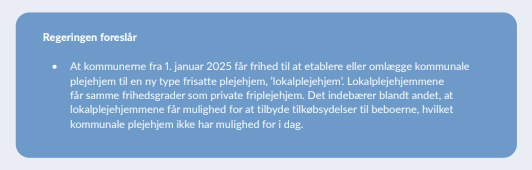 Regeringen foreslår
• At kommunerne fra 1. januar 2025 får frihed til at etablere eller omlægge kommunale
plejehjem til en ny type frisatte plejehjem, 'lokalplejehjem'. Lokalplejehjemmene
får samme frihedsgrader som private friplejehjem. Det indebærer blandt andet, at
lokalplejehjemmene får mulighed for at tilbyde tilkøbsydelser til beboerne, hvilket
kommunale plejehjem ikke har mulighed for i dag.